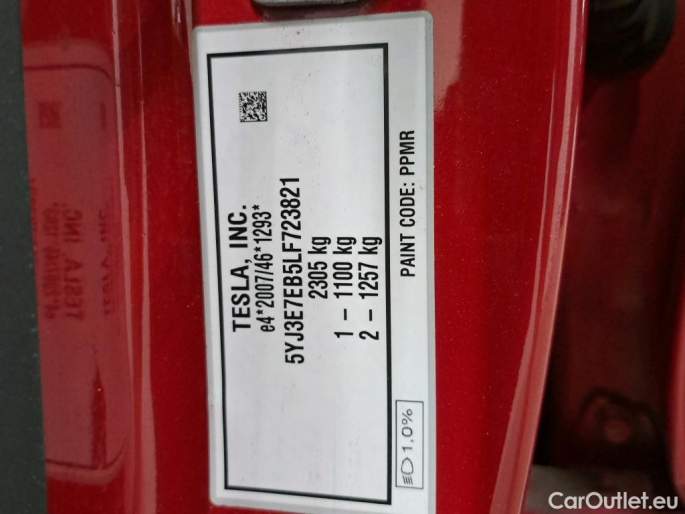 TESLA, INC.
e4*2007/46*1293*
5YJ3E7EB5LF723821
2305 kg
1 - 1100 kg
2 - 1257 kg
PAINT CODE: PPMR
1,0%
CarOutlet.eu